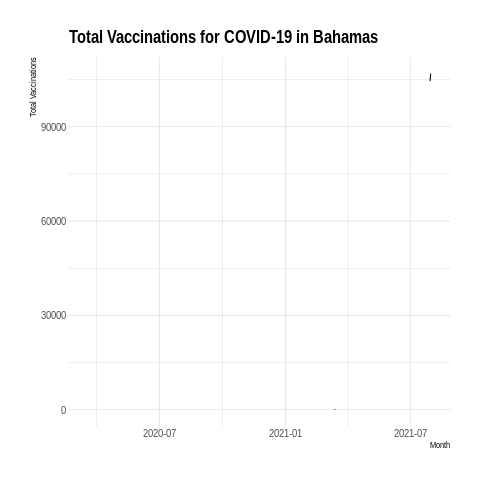 Total Vaccinations for COVID-19 in Bahamas
Total Vaccinations
90000
60000
30000
0
2020-07 2021-01 2021-07
Month